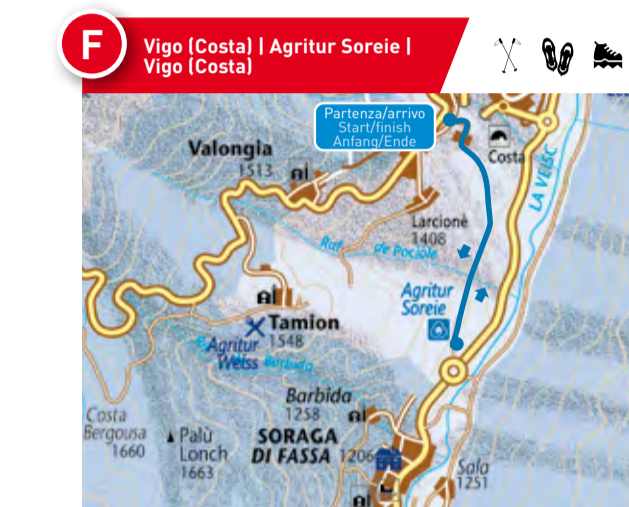 F
Vigo (Costa) | Agritur Soreie |
Vigo (Costa)
Partenza/arrivo
Start/finish
Anfang/Ende
Valongia
1513
Costa
LA VEISC
Larcionè
1408
Ruf de Pociole
Agritur
Soreie
Tamion
1548
Agritur
Weiss
Barbida
Barbida
1258
Costa
Bergousa
1660
Palù
Lonch
1663
SORAGA
DI FASSA 1206
Sala
1251